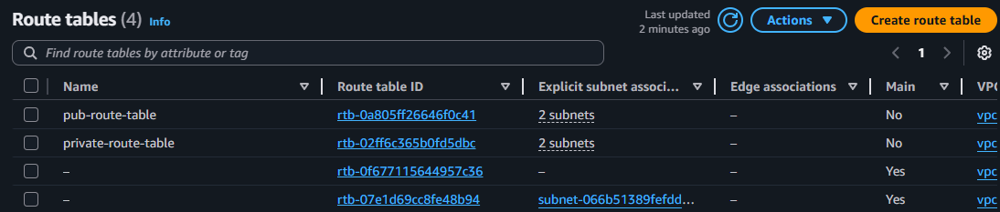 Route tables (4) Info
Last updated
2 minutes ago
Actions
Create route table
Find route tables by attribute or tag
1
Name Route table ID Explicit subnet associ... Edge associations Main VPC
pub-route-table rtb-0a805ff26646f0c41 2 subnets – No vpc
private-route-table rtb-02ff6c365b0fd5dbc 2 subnets – No vpc
– rtb-0f677115644957c36 – – Yes vpc
– rtb-07e1d69cc8fe48b94 subnet-066b51389fefdd... – Yes vpc